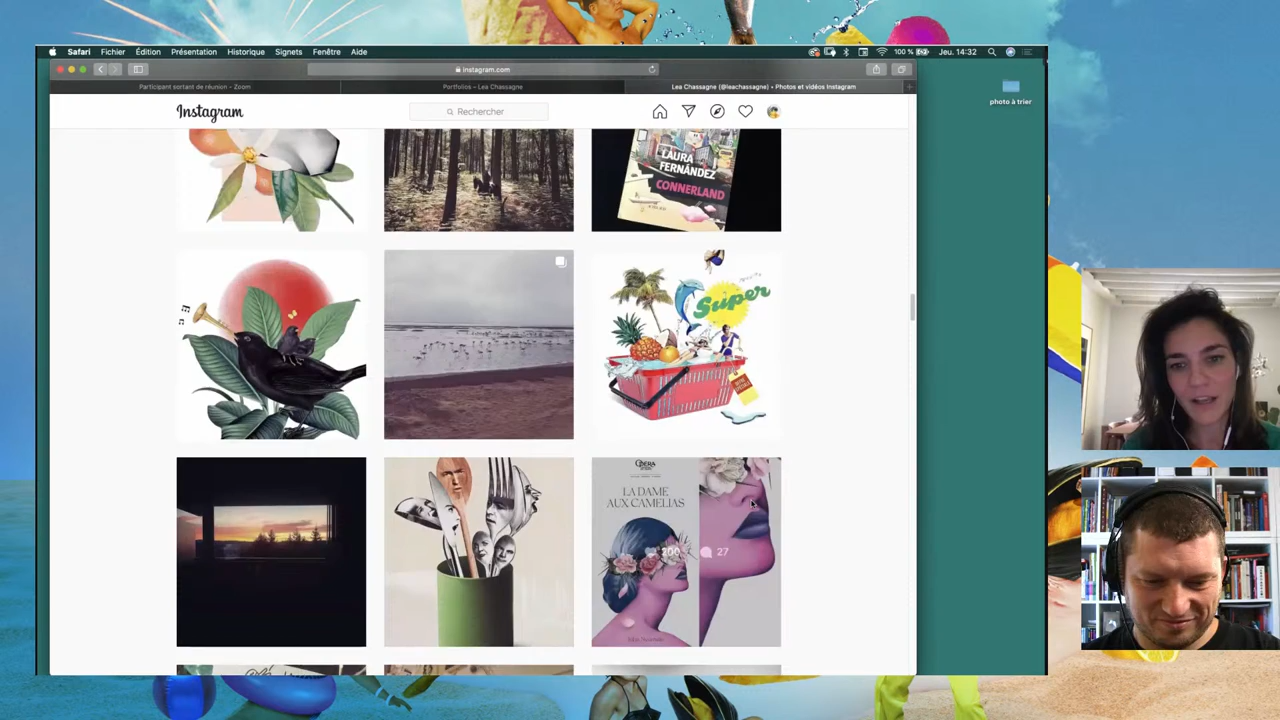 Safari Fichier Édition Présentation Historique Signets Fenêtre Aide 100 % Jeu. 14:32
instagram.com
Participant sortant de réunion - Zoom Portfolios – Lea Chassagne Lea Chassagne (@leachassagne) • Photos et vidéos Instagram
photo à trier
Instagram Rechercher
LAURA
FERNÁNDEZ
CONNERLAND
Super
OPÉRA
LA DAME
AUX CAMÉLIAS
200 27